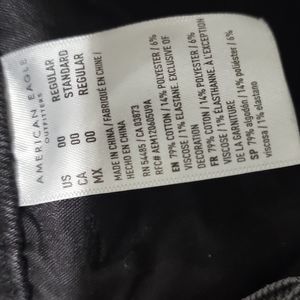 AMERICAN EAGLE
OUTFITTERS
US 00 REGULAR
CA 00 STANDARD
MX 00 REGULAR
MADE IN CHINA / FABRIQUÉ EN CHINE /
HECHO EN CHINA
RN 54485 / CA 03873
RFC# AEM120605U9A
EN 79% COTTON / 14% POLYESTER / 6%
VISCOSE / 1% ELASTANE. EXCLUSIVE OF
DECORATION
FR 79% COTON / 14% POLYESTER / 6%
VISCOSE / 1% ÉLASTHANNE. À L'EXCEPTION
DE LA GARNITURE
SP 79% algodón / 14% poliéster / 6%
viscosa / 1% elastano